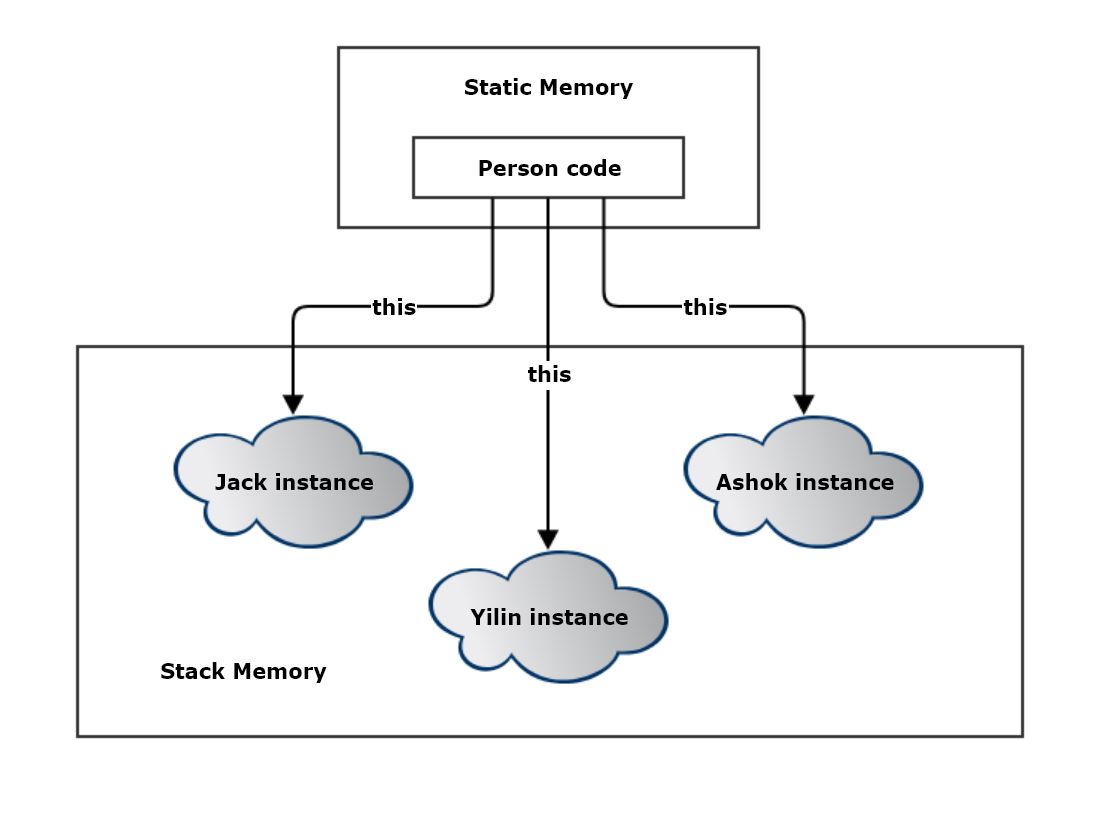 Static Memory
Person code
this
this
this
Jack instance
Ashok instance
Yilin instance
Stack Memory